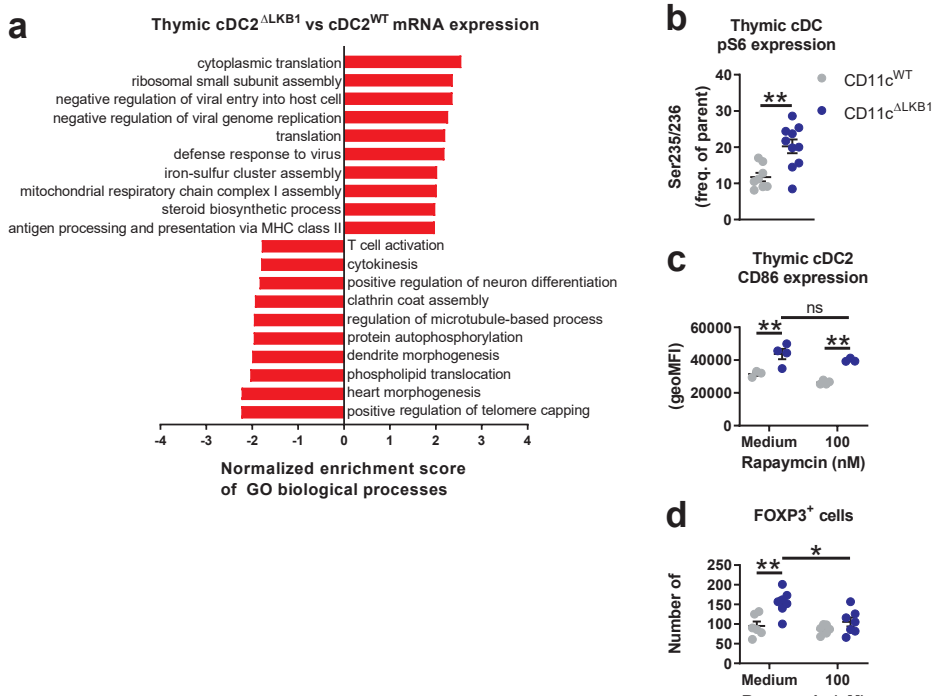 a
Thymic cDC2ΔLKB1 vs cDC2WT mRNA expression
cytoplasmic translation
ribosomal small subunit assembly
negative regulation of viral entry into host cell
negative regulation of viral genome replication
translation
defense response to virus
iron-sulfur cluster assembly
mitochondrial respiratory chain complex I assembly
steroid biosynthetic process
antigen processing and presentation via MHC class II
T cell activation
cytokinesis
positive regulation of neuron differentiation
clathrin coat assembly
regulation of microtubule-based process
protein autophosphorylation
dendrite morphogenesis
phospholipid translocation
heart morphogenesis
positive regulation of telomere capping
-4 -3 -2 -1 0 1 2 3 4
Normalized enrichment score
of GO biological processes
b
Thymic cDC
pS6 expression
Ser235/236
(freq. of parent)
40
30
20
10
0
**
CD11cWT
CD11cΔLKB1
c
Thymic cDC2
CD86 expression
(geoMFI)
60000
40000
20000
0
ns
**
**
Medium 100
Rapaymcin (nM)
d
FOXP3+ cells
Number of
250
200
150
100
50
0
**
*
Medium 100